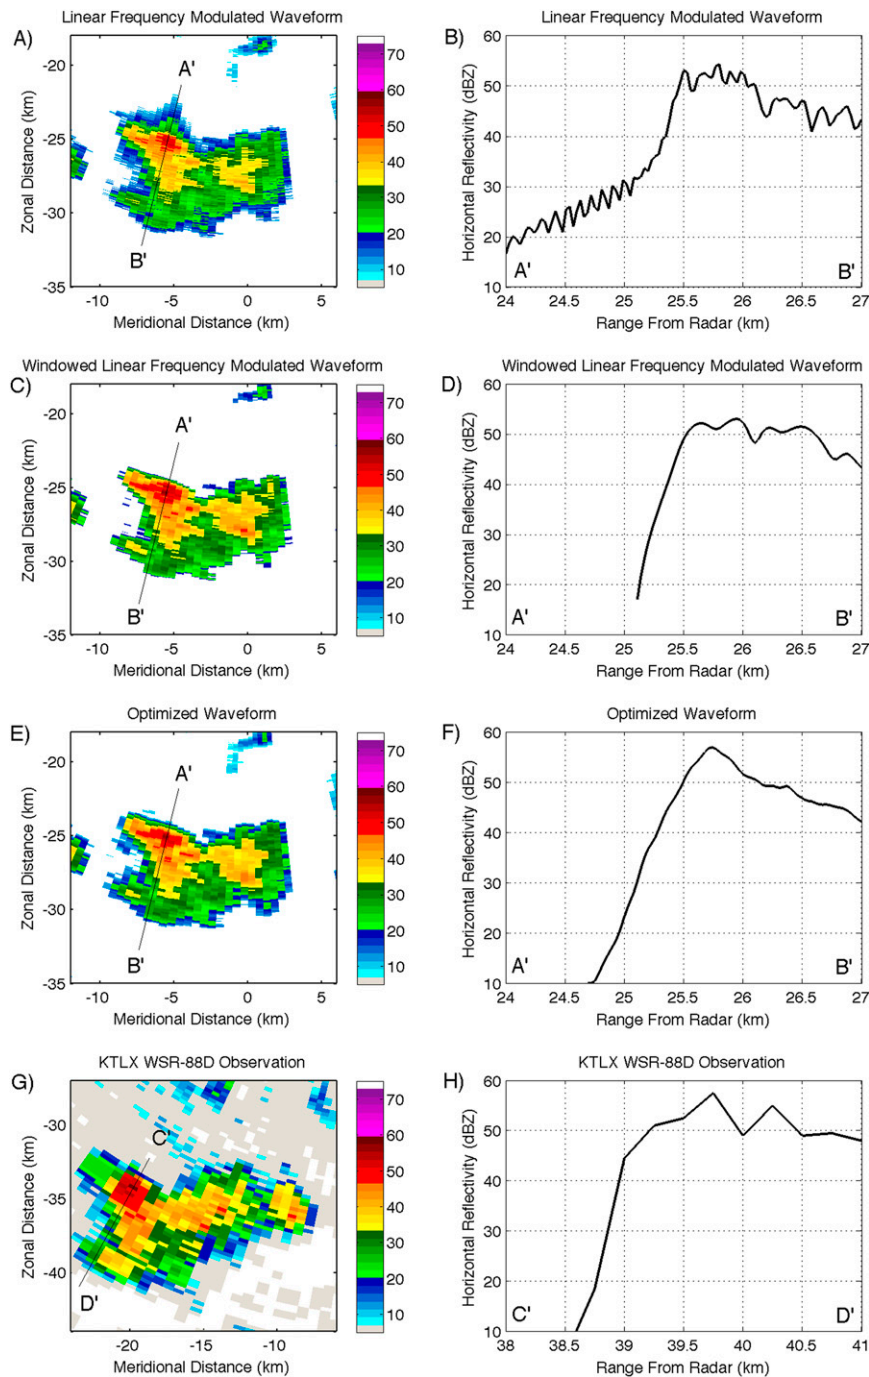 Linear Frequency Modulated Waveform
A)
A'
B'
-20
-25
-30
-35
-10
-5
0
5
Zonal Distance (km)
Meridional Distance (km)
70
60
50
40
30
20
10
Linear Frequency Modulated Waveform
B)
60
50
40
30
20
10
Horizontal Reflectivity (dBZ)
A'
B'
24
24.5
25
25.5
26
26.5
27
Range From Radar (km)
Windowed Linear Frequency Modulated Waveform
C)
A'
B'
-20
-25
-30
-35
-10
-5
0
5
Zonal Distance (km)
Meridional Distance (km)
70
60
50
40
30
20
10
Windowed Linear Frequency Modulated Waveform
D)
60
50
40
30
20
10
Horizontal Reflectivity (dBZ)
A'
B'
24
24.5
25
25.5
26
26.5
27
Range From Radar (km)
Optimized Waveform
E)
A'
B'
-20
-25
-30
-35
-10
-5
0
5
Zonal Distance (km)
Meridional Distance (km)
70
60
50
40
30
20
10
Optimized Waveform
F)
60
50
40
30
20
10
Horizontal Reflectivity (dBZ)
A'
B'
24
24.5
25
25.5
26
26.5
27
Range From Radar (km)
KTLX WSR-88D Observation
G)
C'
D'
-30
-35
-40
-20
-15
-10
Zonal Distance (km)
Meridional Distance (km)
70
60
50
40
30
20
10
KTLX WSR-88D Observation
H)
60
50
40
30
20
10
Horizontal Reflectivity (dBZ)
C'
D'
38
38.5
39
39.5
40
40.5
41
Range From Radar (km)